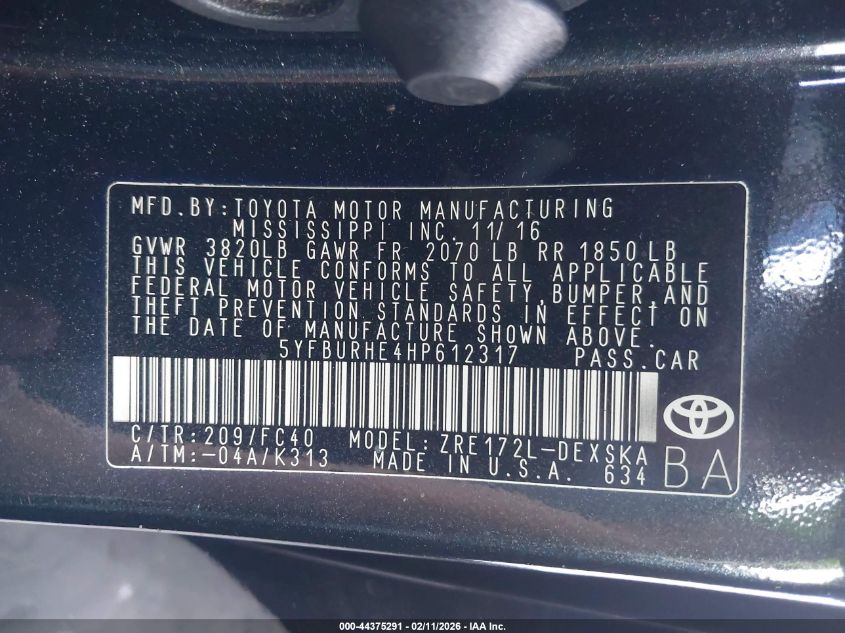 MFD.BY:TOYOTA MOTOR MANUFACTURING
MISSISSIPPI INC. 11/16
GVWR 3820LB GAWR FR 2070 LB RR 1850 LB
THIS VEHICLE CONFORMS TO ALL APPLICABLE
FEDERAL MOTOR VEHICLE SAFETY,BUMPER,AND
THEFT PREVENTION STANDARDS IN EFFECT ON
THE DATE OF MANUFACTURE SHOWN ABOVE.
5YFBURHE4HP612317 PASS.CAR
C/TR:209/FC40 MODEL:ZRE172L-DEXSKA
A/TM:-04A/K313 MADE IN U.S.A. 634 BA
000-44375291 - 02/11/2026 - IAA Inc.